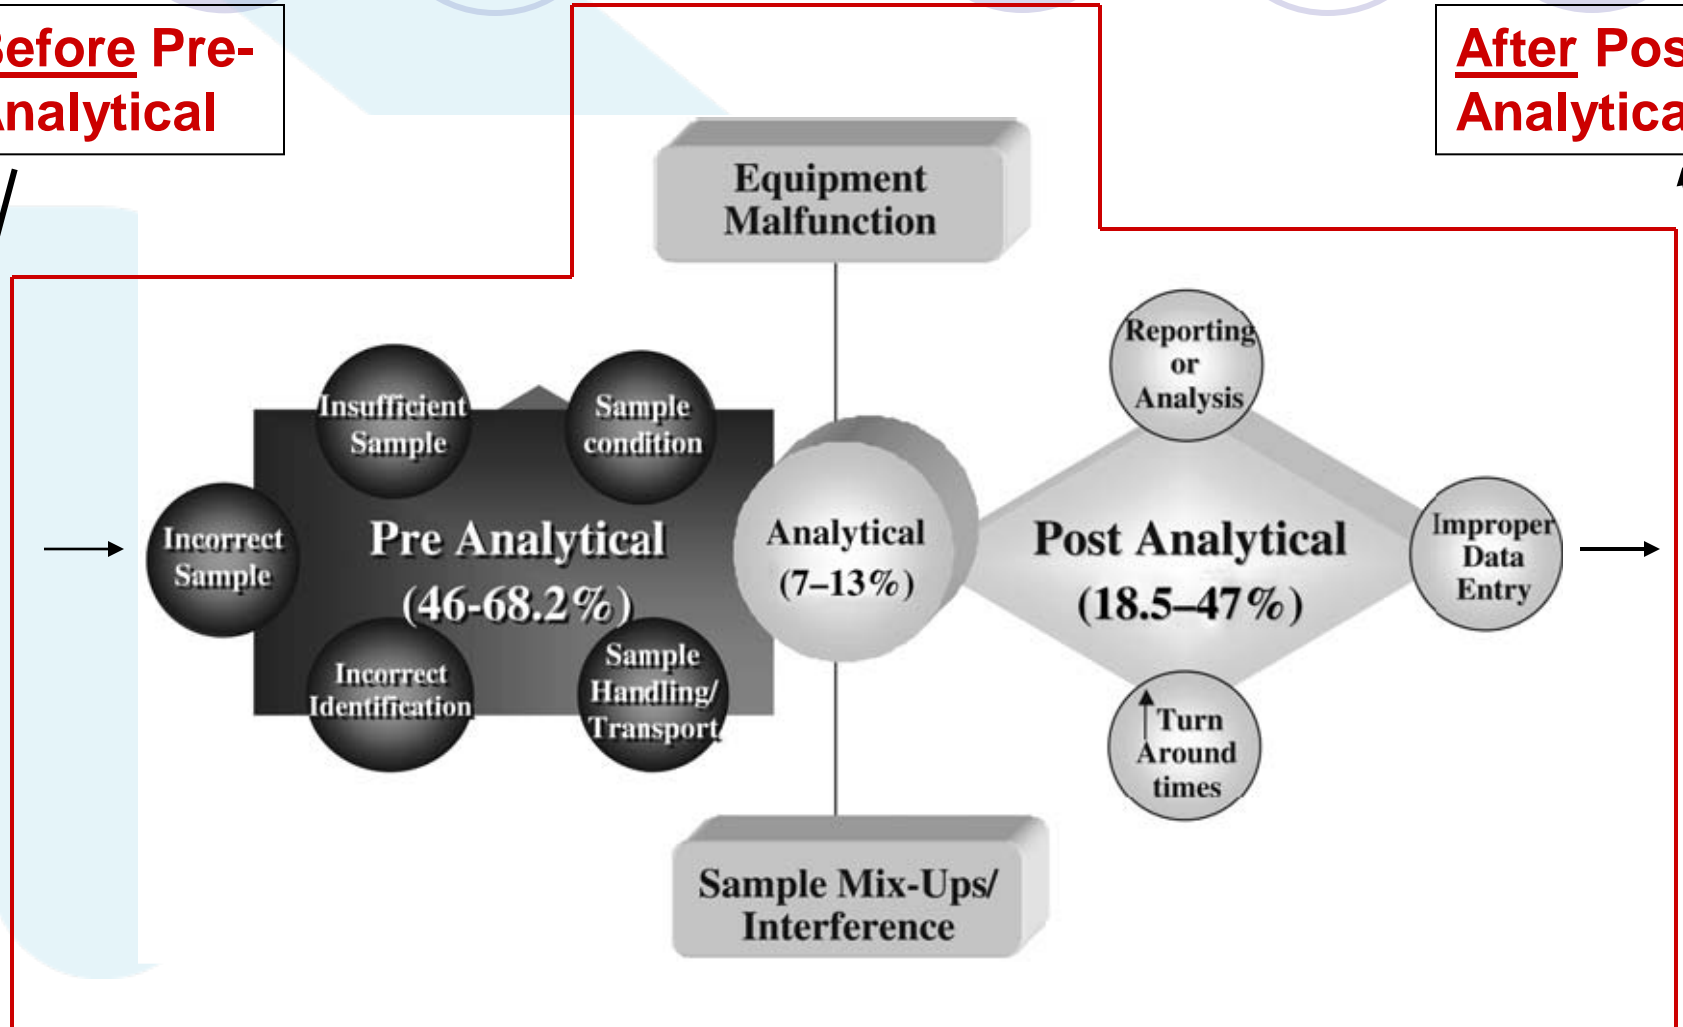 Before Pre-
Analytical
After Pos
Analytica
Equipment
Malfunction
Insufficient
Sample
Sample
condition
Incorrect
Sample
Pre Analytical
(46-68.2%)
Incorrect
Identification
Sample
Handling/
Transport
Analytical
(7–13%)
Reporting
or
Analysis
Post Analytical
(18.5–47%)
Improper
Data
Entry
Turn
Around
times
Sample Mix-Ups/
Interference